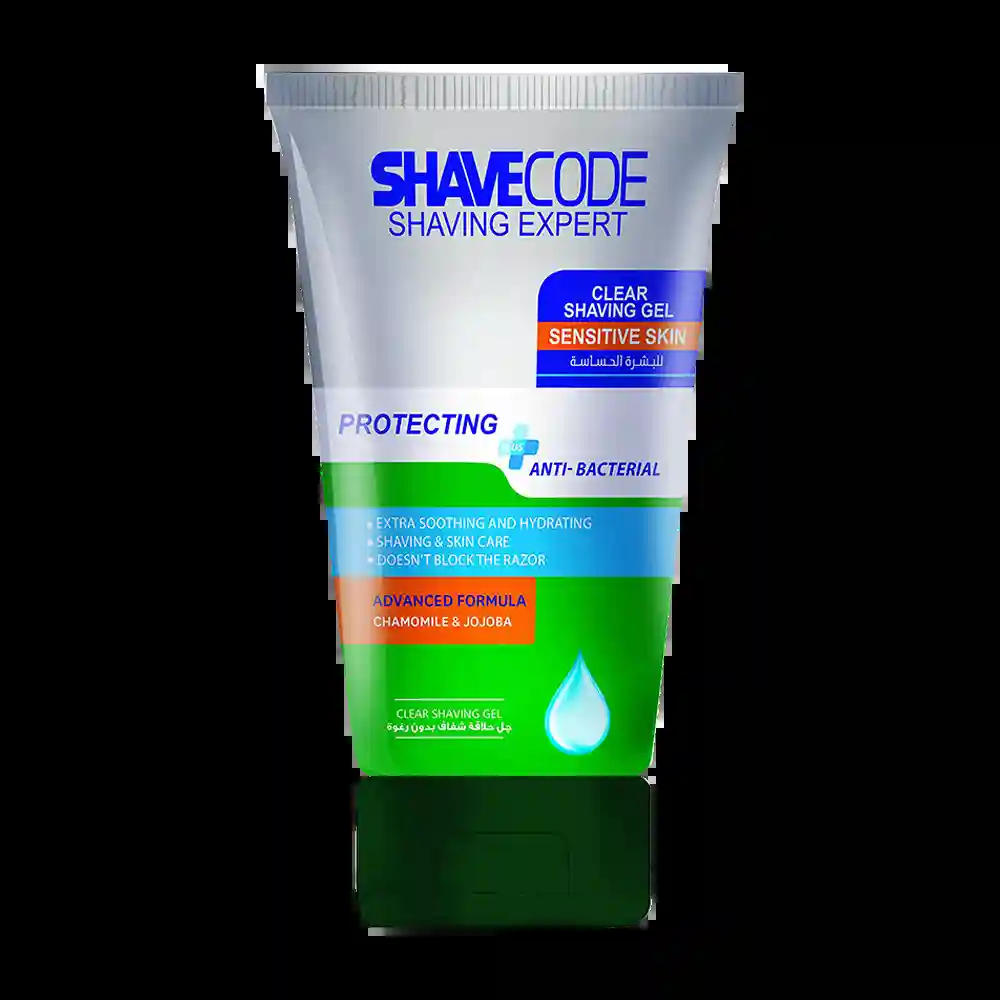 SHAVECODE
SHAVING EXPERT
CLEAR
SHAVING GEL
SENSITIVE SKIN
للبشرة الحساسة
PROTECTING
PLUS
ANTI-BACTERIAL
• EXTRA SOOTHING AND HYDRATING
• SHAVING & SKIN CARE
• DOESN'T BLOCK THE RAZOR
ADVANCED FORMULA
CHAMOMILE & JOJOBA
CLEAR SHAVING GEL
جل حلاقة شفاف بدون رغوة